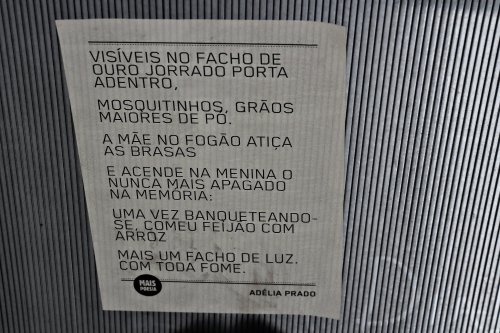 VISÍVEIS NO FACHO DE
OURO JORRADO PORTA
ADENTRO,
MOSQUITINHOS, GRÃOS
MAIORES DE PÓ.
A MÃE NO FOGÃO ATIÇA
AS BRASAS
E ACENDE NA MENINA O
NUNCA MAIS APAGADO
NA MEMÓRIA:
UMA VEZ BANQUETEANDO-
SE, COMEU FEIJÃO COM
ARROZ
MAIS UM FACHO DE LUZ.
COM TODA FOME.
MAIS
POESIA
ADÉLIA PRADO